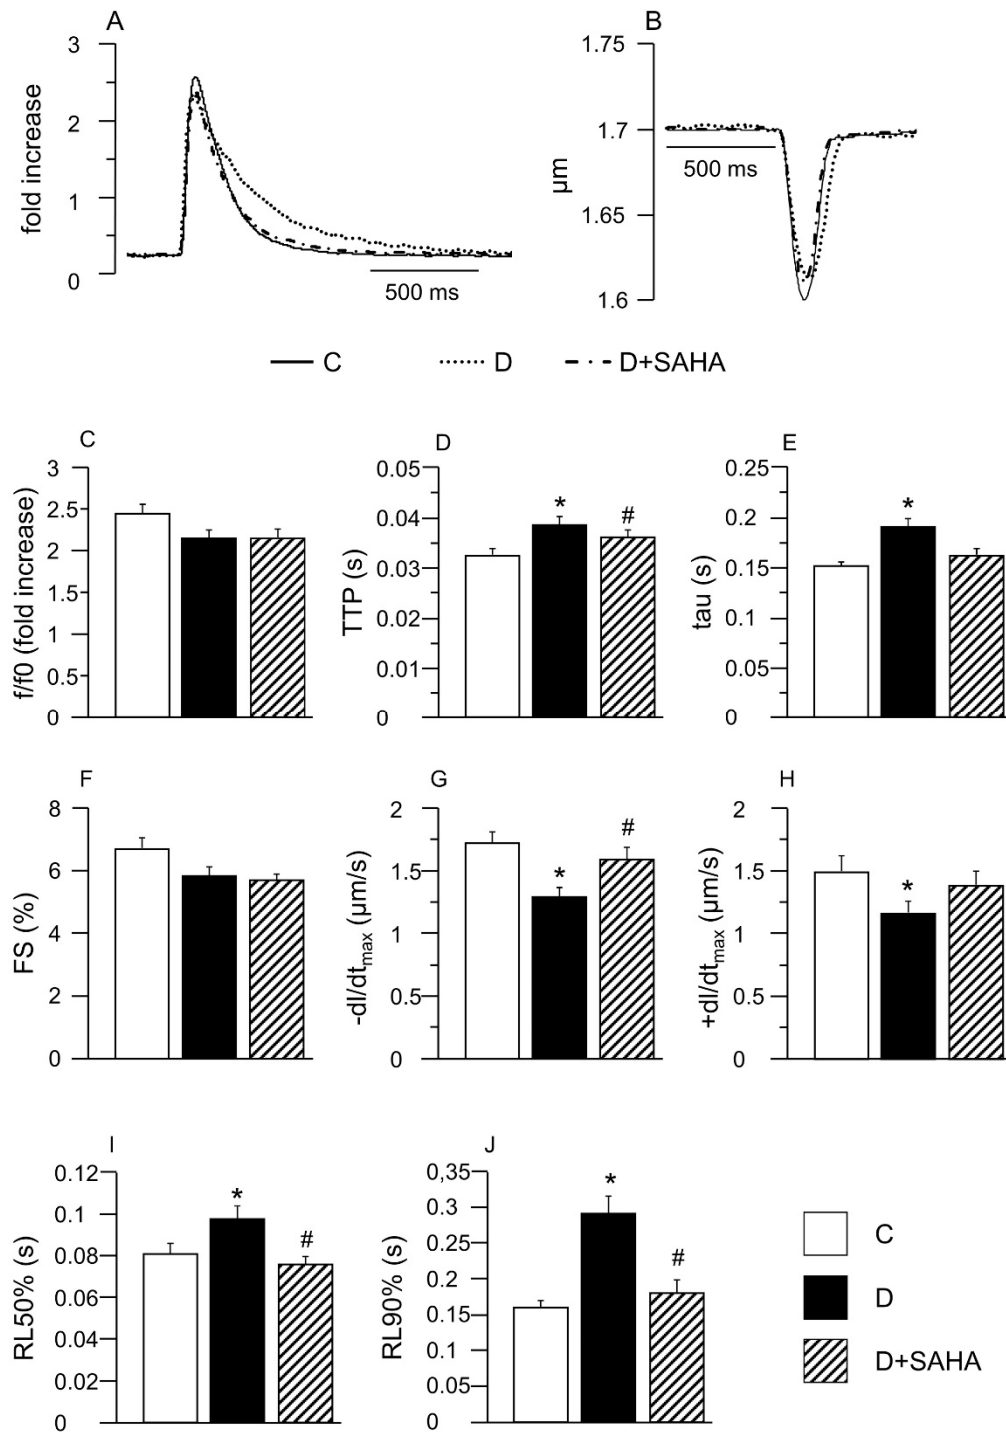 A
B
3
2
1
0
fold increase
500 ms
1.75
1.7
1.65
1.6
µm
500 ms
C
D
D+SAHA
C
3
2.5
2
1.5
1
0.5
0
f/f0 (fold increase)
D
0.05
0.04
0.03
0.02
0.01
0
TTP (s)
*
#
E
0.25
0.2
0.15
0.1
0.05
0
tau (s)
*
F
8
6
4
2
0
FS (%)
G
2
1.5
1
0.5
0
-dl/dtmax (µm/s)
*
#
H
2
1.5
1
0.5
0
+dl/dtmax (µm/s)
*
I
0.12
0.1
0.08
0.06
0.04
0.02
0
RL50% (s)
*
#
J
0,35
0.3
0.25
0.2
0.15
0.1
0.05
0
RL90% (s)
*
#
C
D
D+SAHA